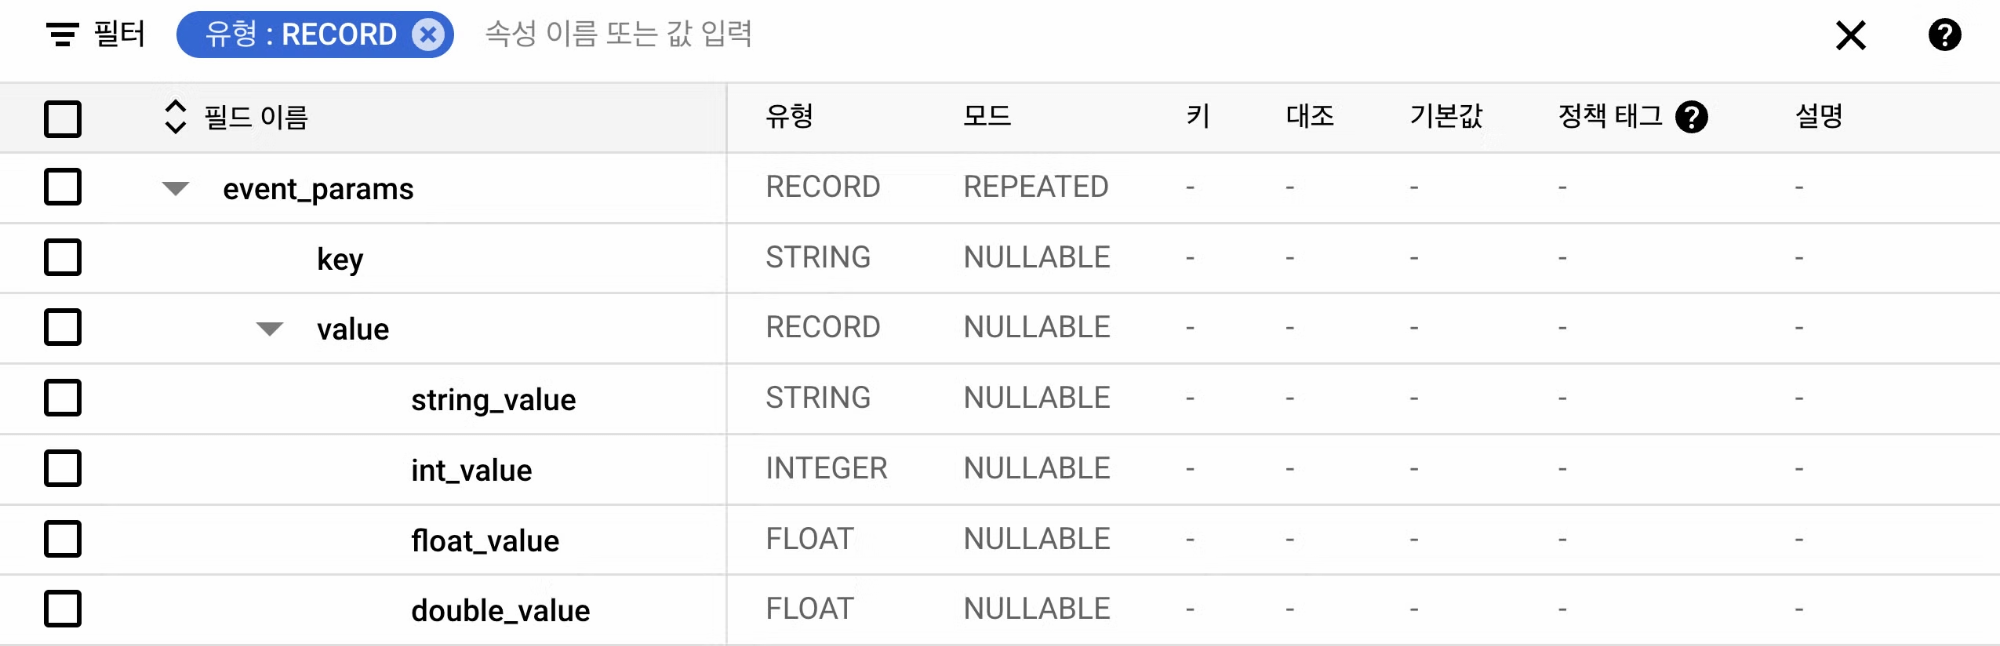 필터 유형 : RECORD 속성 이름 또는 값 입력
필드 이름 유형 모드 키 대조 기본값 정책 태그 설명
event_params RECORD REPEATED - - - - -
key STRING NULLABLE - - - - -
value RECORD NULLABLE - - - - -
string_value STRING NULLABLE - - - - -
int_value INTEGER NULLABLE - - - - -
float_value FLOAT NULLABLE - - - - -
double_value FLOAT NULLABLE - - - - -